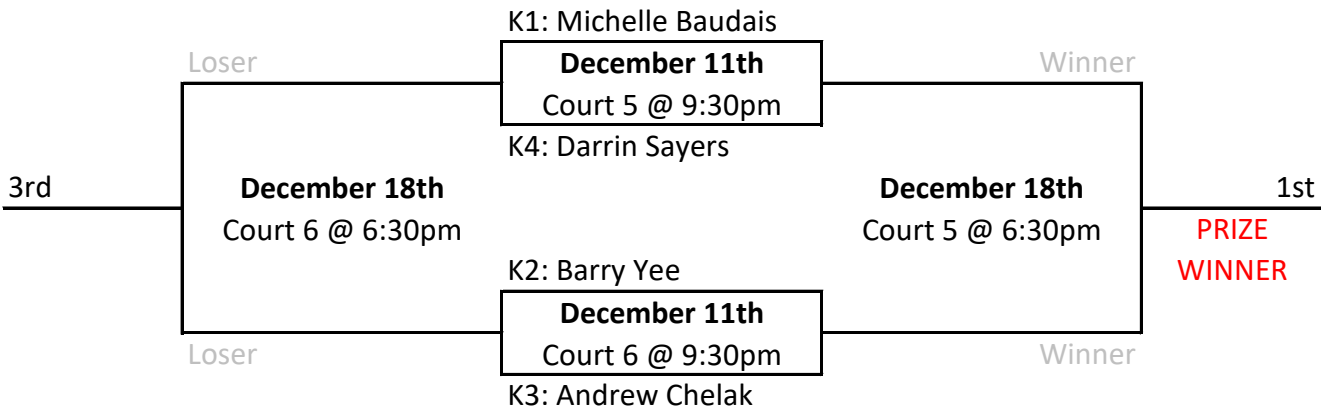 K1: Michelle Baudais
Loser
December 11th
Winner
Court 5 @ 9:30pm
K4: Darrin Sayers
3rd
December 18th
December 18th
1st
Court 6 @ 6:30pm
Court 5 @ 6:30pm
PRIZE
K2: Barry Yee
WINNER
December 11th
Loser
Court 6 @ 9:30pm
Winner
K3: Andrew Chelak